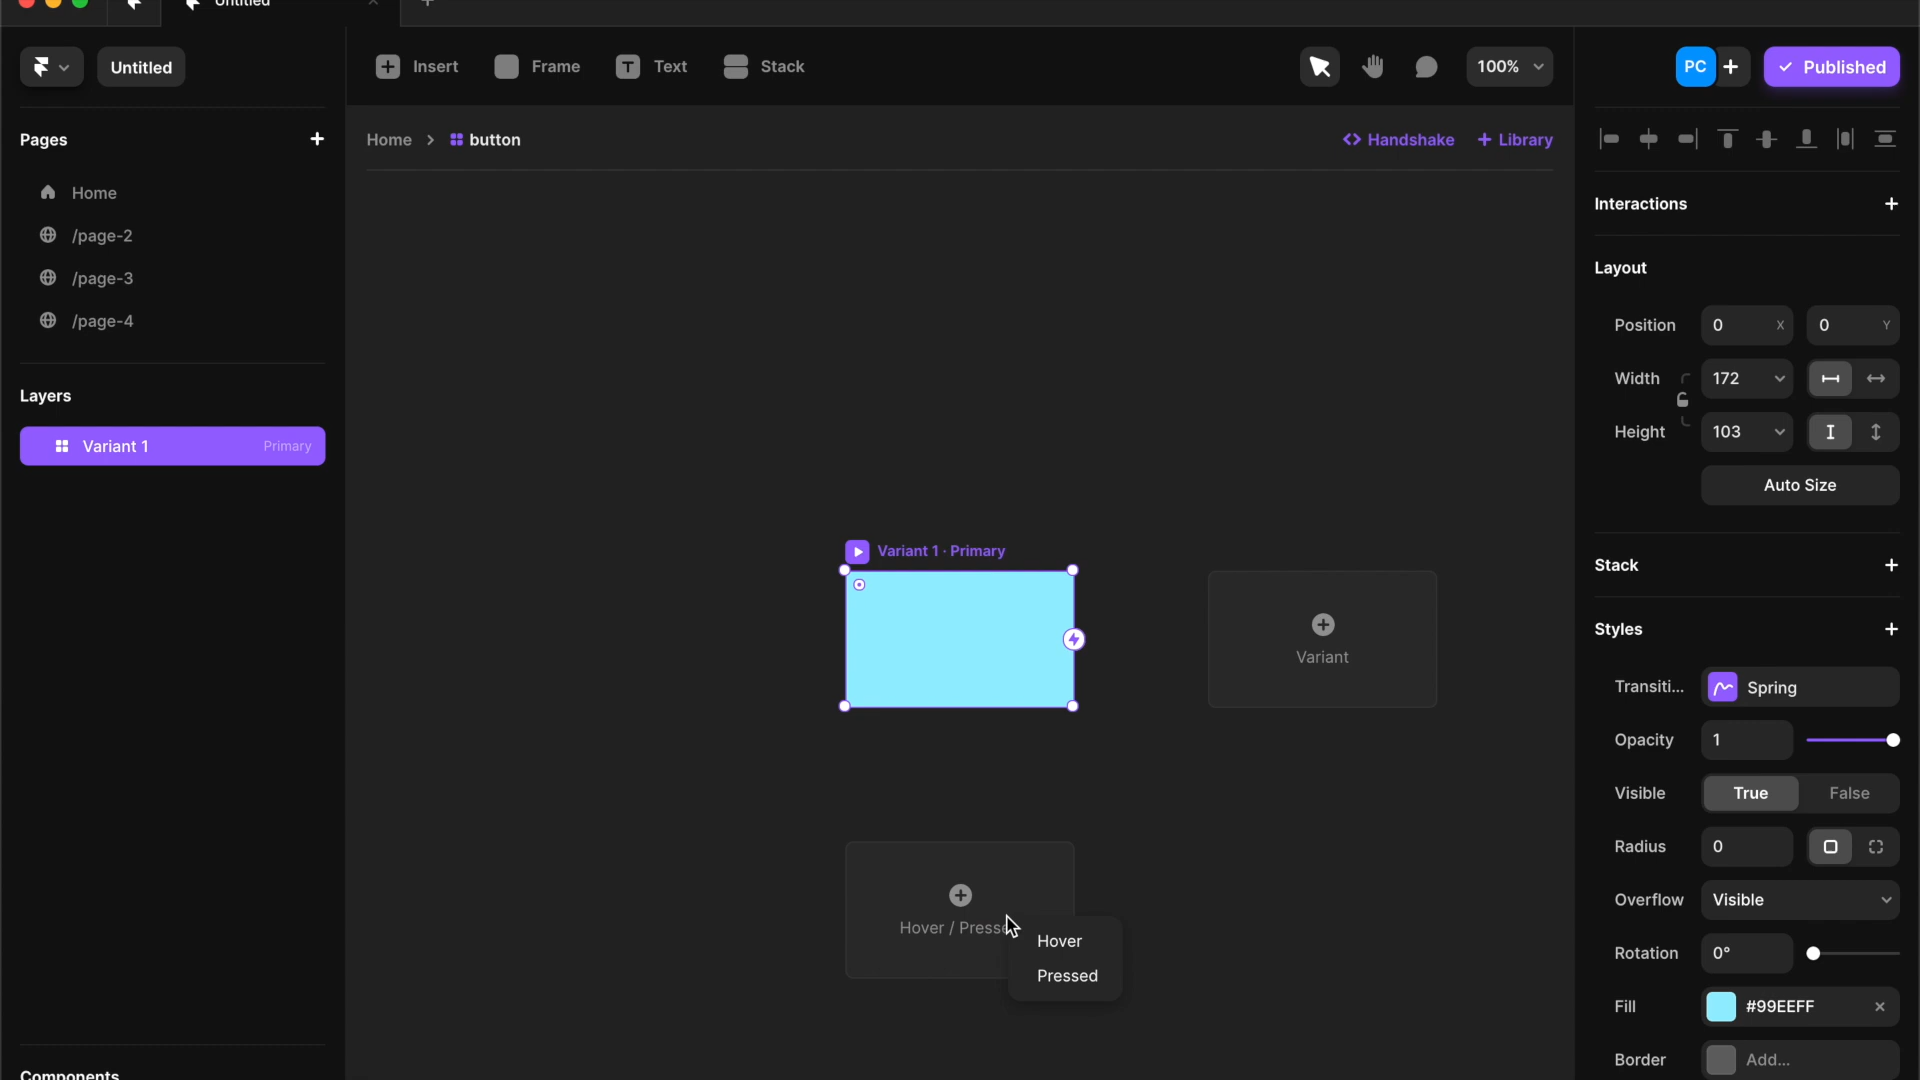 Untitled
Untitled
Insert
Frame
Text
Stack
100%
PC
Published
Pages
Home
/page-2
/page-3
/page-4
Layers
Variant 1
Primary
Components
Home
button
Handshake
Library
Variant 1 · Primary
Variant
Hover / Presse
Hover
Pressed
Interactions
Layout
Position 0 X 0 Y
Width 172
Height 103
Auto Size
Stack
Styles
Transiti... Spring
Opacity 1
Visible True False
Radius 0
Overflow Visible
Rotation 0°
Fill #99EEFF
Border Add...